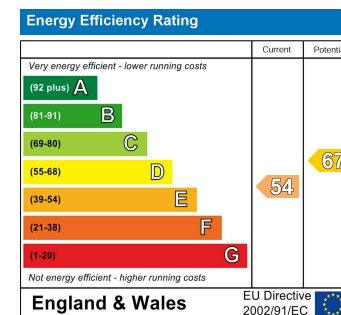 Energy Efficiency Rating
Current Potentia
Very energy efficient - lower running costs
(92 plus) A
(81-91) B
(69-80) C
(55-68) D
(39-54) E
(21-38) F
(1-20) G
54
67
Not energy efficient - higher running costs
England & Wales
EU Directive
2002/91/EC